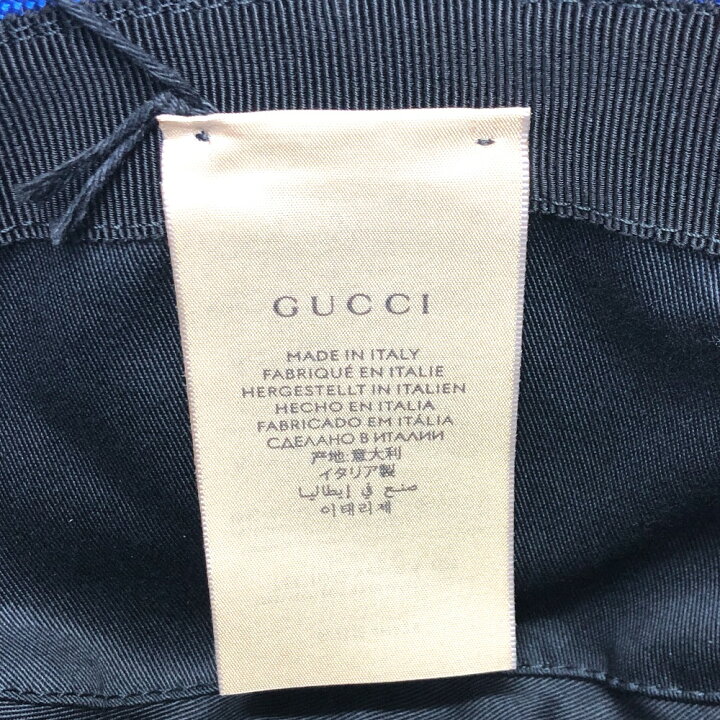 GUCCI
MADE IN ITALY
FABRIQUÉ EN ITALIE
HERGESTELLT IN ITALIEN
HECHO EN ITALIA
FABRICADO EM ITÁLIA
СДЕЛАНО В ИТАЛИИ
产地:意大利
イタリア製
صنع في إيطاليا
이태리제